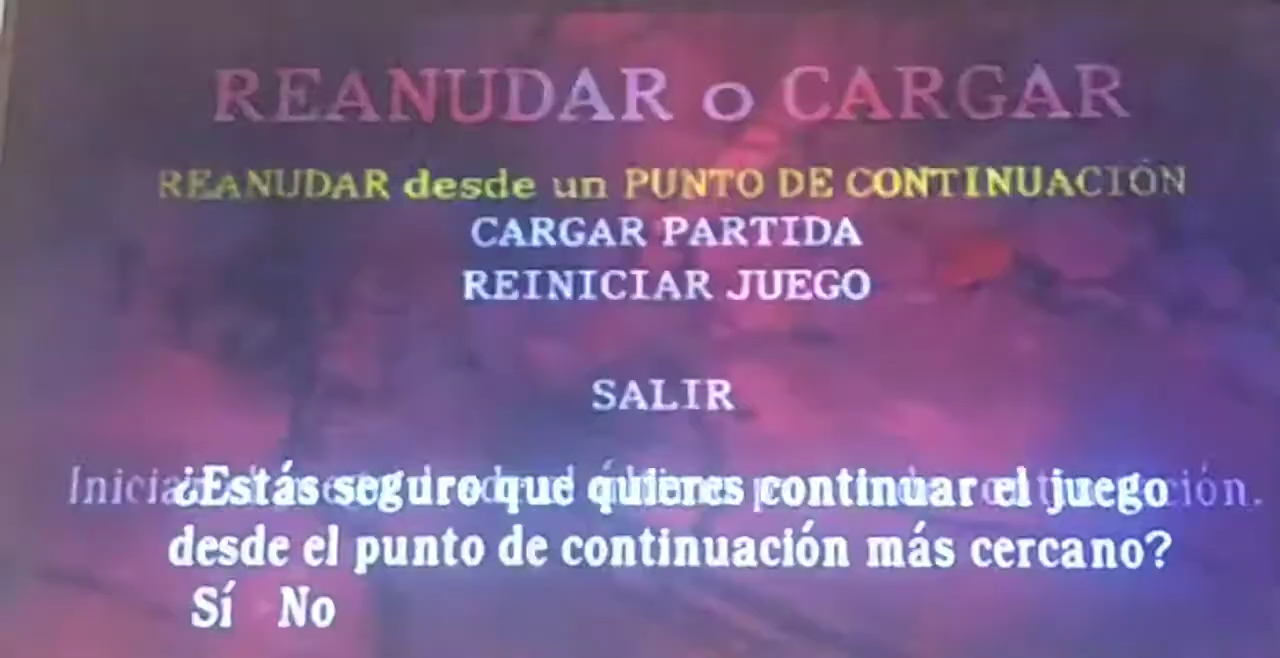 REANUDAR o CARGAR
REANUDAR desde un PUNTO DE CONTINUACIÓN
CARGAR PARTIDA
REINICIAR JUEGO
SALIR
¿Estás seguro que quieres continuar el juego
desde el punto de continuación más cercano?
Sí No